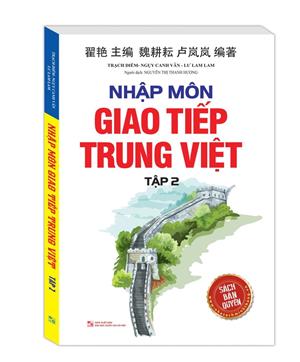 翟艳 主编 魏耕耘 卢岚岚 编著
TRẠCH DIỄM - NGỤY CANH VÂN - LƯ LAM LAM
Người dịch: NGUYỄN THỊ THANH HƯƠNG
NHẬP MÔN
GIAO TIẾP
TRUNG VIỆT
TẬP 2
SÁCH BẢN QUYỀN
NHẬP MÔN GIAO TIẾP TRUNG VIỆT
TẬP 2